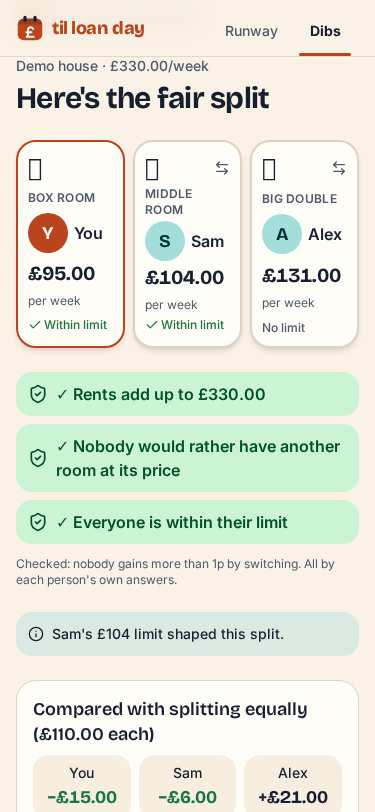 til loan day
Runway
Dibs
Demo house · £330.00/week
Here's the fair split
BOX ROOM
Y You
£95.00
per week
✓ Within limit
MIDDLE
ROOM
S Sam
£104.00
per week
✓ Within limit
BIG DOUBLE
A Alex
£131.00
per week
No limit
✓ Rents add up to £330.00
✓ Nobody would rather have another
room at its price
✓ Everyone is within their limit
Checked: nobody gains more than 1p by switching. All by
each person's own answers.
Sam's £104 limit shaped this split.
Compared with splitting equally
(£110.00 each)
You
−£15.00
Sam
−£6.00
Alex
+£21.00